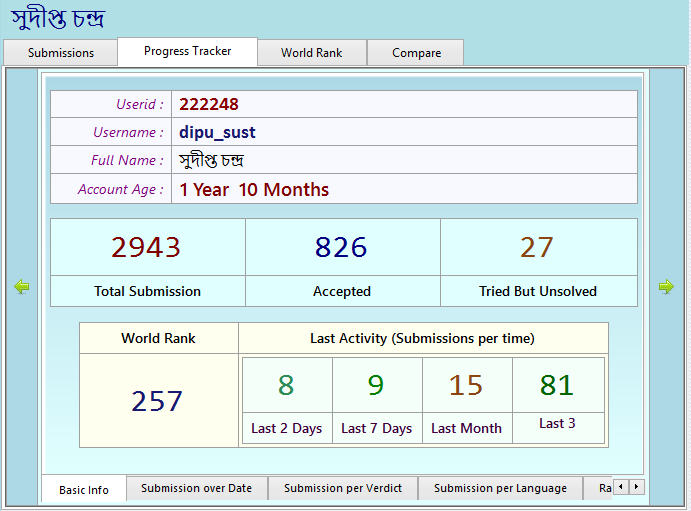 সুদীপ্ত চন্দ্র
Submissions Progress Tracker World Rank Compare
Userid : 222248
Username : dipu_sust
Full Name : সুদীপ্ত চন্দ্র
Account Age : 1 Year 10 Months
2943 826 27
Total Submission Accepted Tried But Unsolved
World Rank Last Activity (Submissions per time)
257
8 9 15 81
Last 2 Days Last 7 Days Last Month Last 3
Basic Info Submission over Date Submission per Verdict Submission per Language Ra